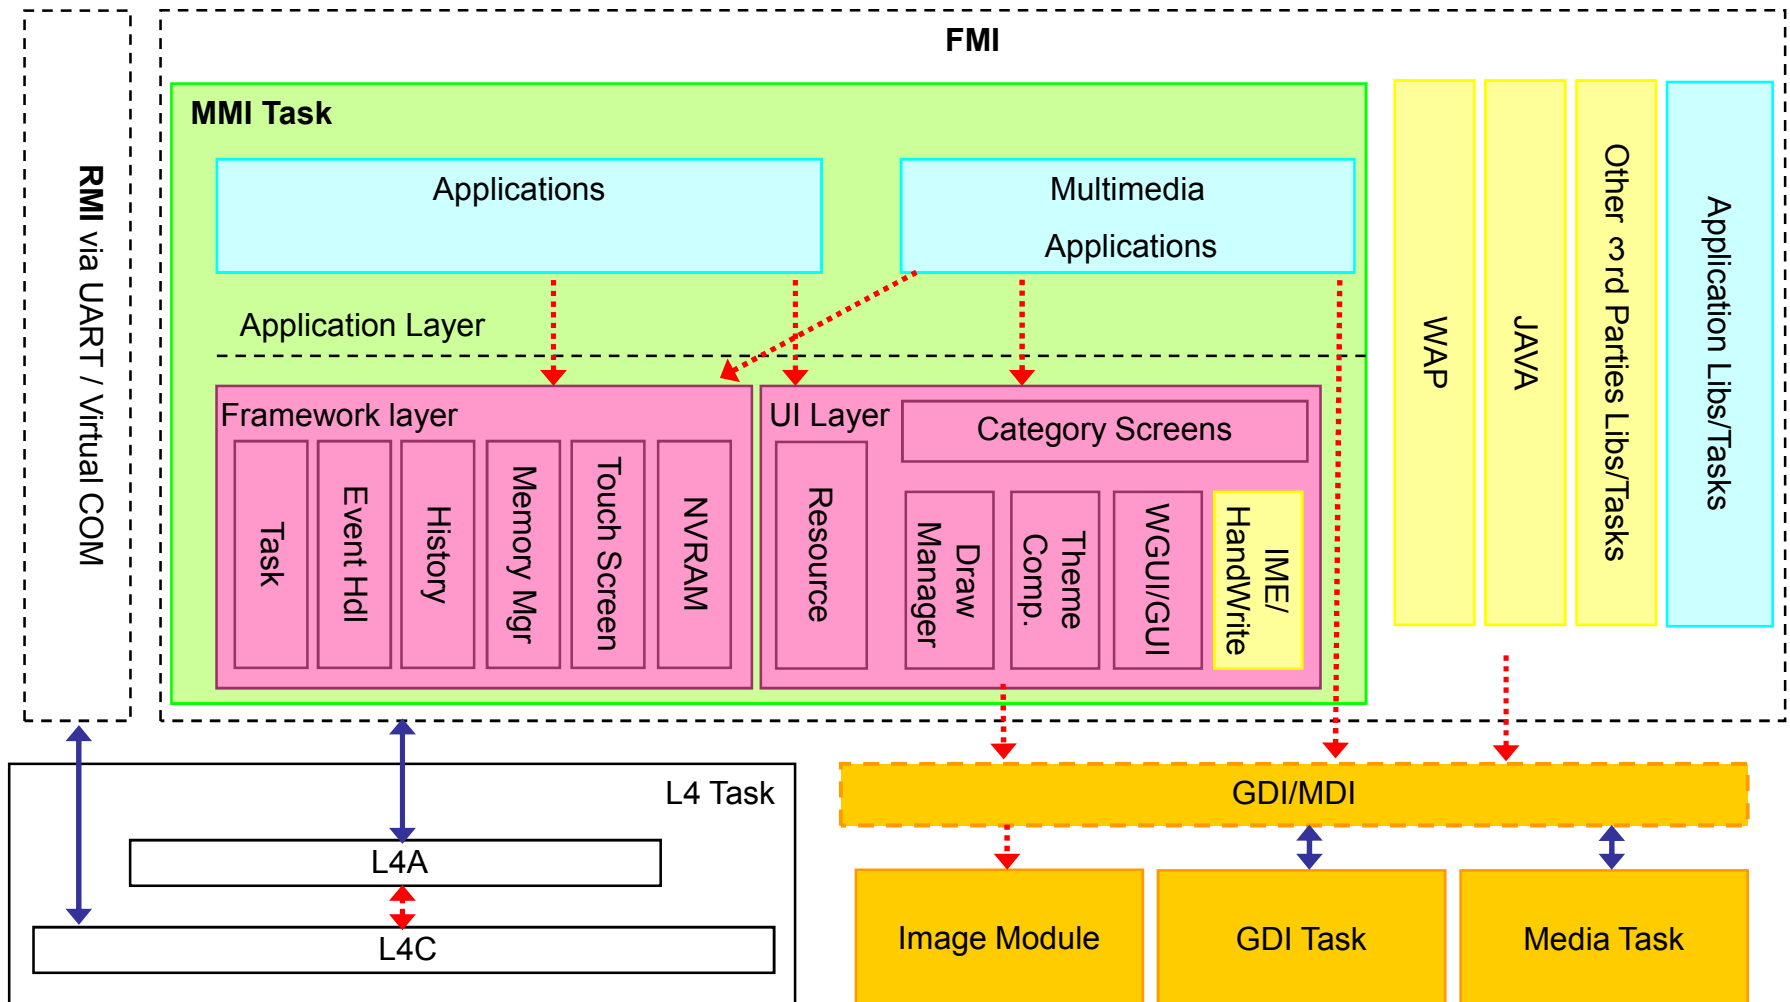 FMI
RMI via UART / Virtual COM
MMI Task
Applications
Multimedia
Applications
Application Layer
Framework layer
Task
Event Hdl
History
Memory Mgr
Touch Screen
NVRAM
UI Layer
Resource
Category Screens
Draw
Manager
Theme
Comp.
WGUI/GUI
IME/
HandWrite
WAP
JAVA
Other 3rd Parties Libs/Tasks
Application Libs/Tasks
L4 Task
L4A
L4C
GDI/MDI
Image Module
GDI Task
Media Task